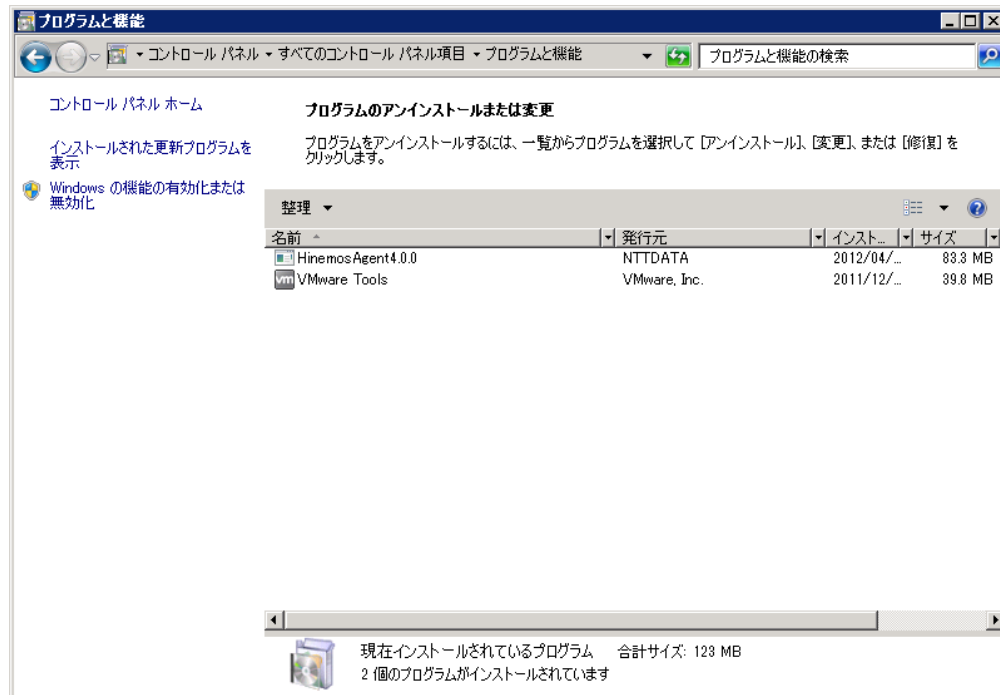 プログラムと機能
コントロール パネル すべてのコントロール パネル項目 プログラムと機能 プログラムと機能の検索
コントロール パネル ホーム
インストールされた更新プログラムを
表示
Windows の機能の有効化または
無効化
プログラムのアンインストールまたは変更
プログラムをアンインストールするには、一覧からプログラムを選択して [アンインストール]、[変更]、または [修復] を
クリックします。
整理
名前 発行元 インスト... サイズ
HinemosAgent4.0.0 NTTDATA 2012/04/... 83.3 MB
vm VMware Tools VMware, Inc. 2011/12/... 39.8 MB
現在インストールされているプログラム 合計サイズ: 123 MB
2 個のプログラムがインストールされています